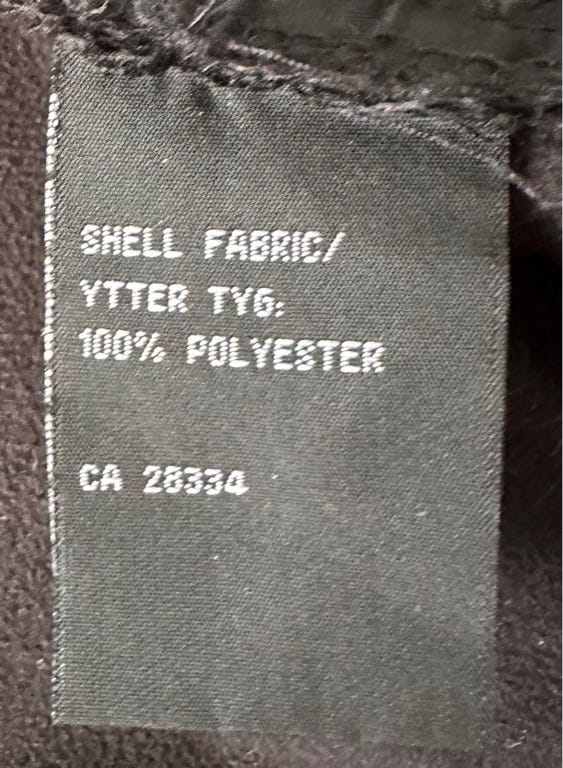 SHELL FABRIC/
YTTER TYG:
100% POLYESTER
CA 28334